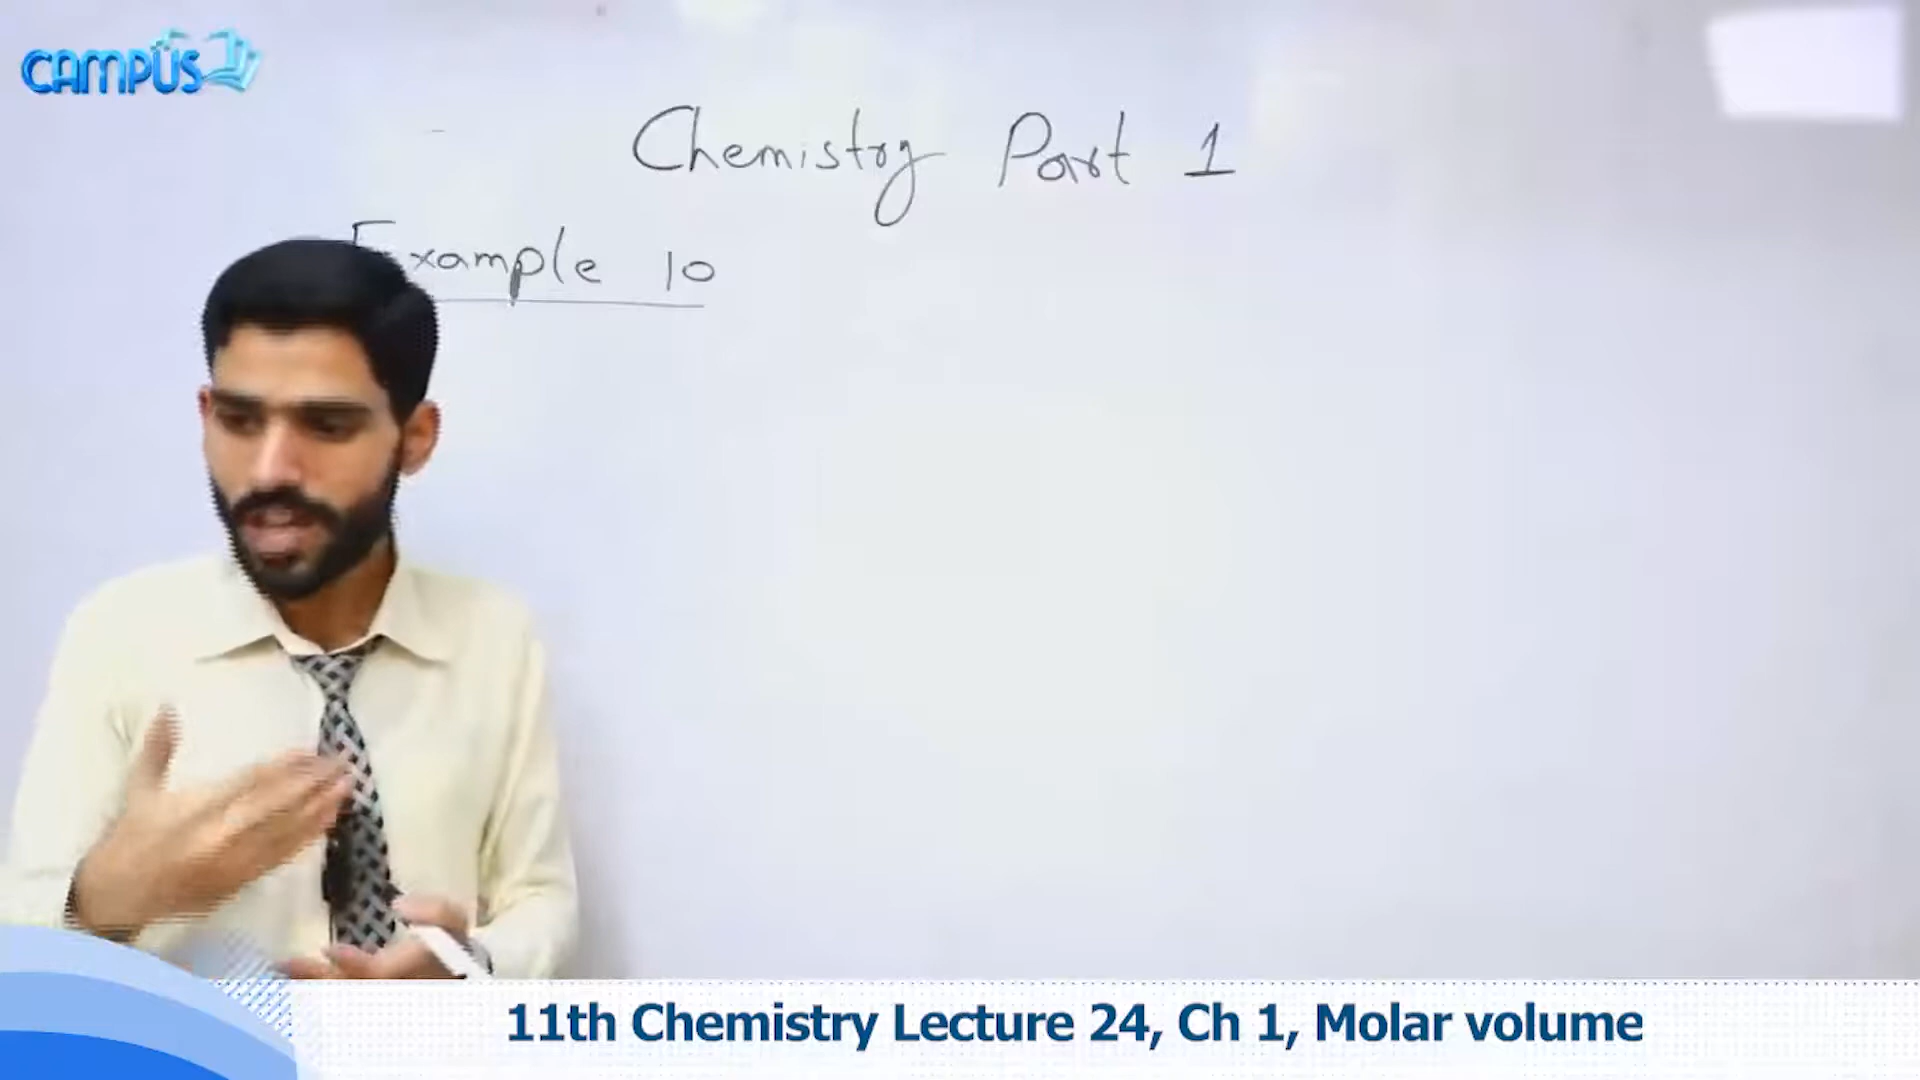 CAMPUS
Chemistry Part 1
Example 10
11th Chemistry Lecture 24, Ch 1, Molar volume